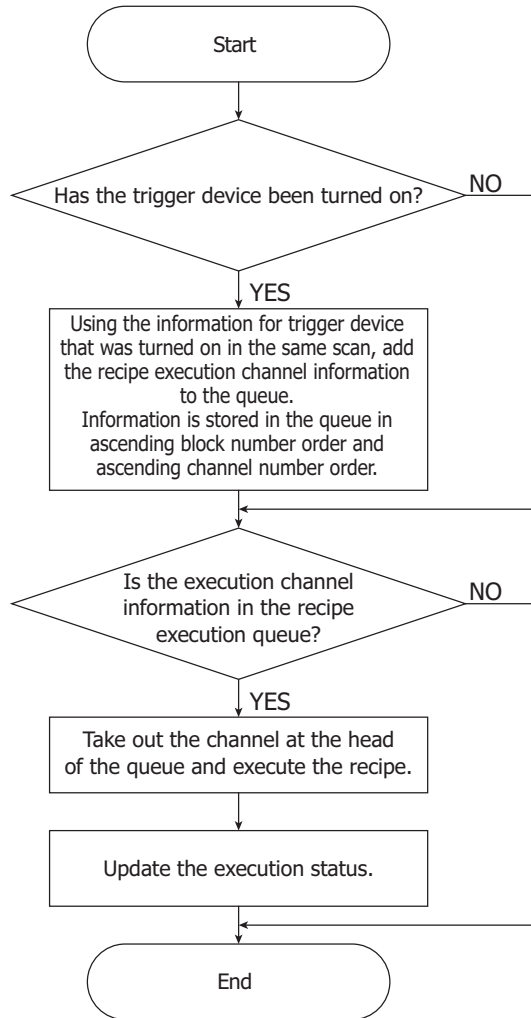 Start
Has the trigger device been turned on?
NO
YES
Using the information for trigger device
that was turned on in the same scan, add
the recipe execution channel information
to the queue.
Information is stored in the queue in
ascending block number order and
ascending channel number order.
Is the execution channel
information in the recipe
execution queue?
NO
YES
Take out the channel at the head
of the queue and execute the recipe.
Update the execution status.
End